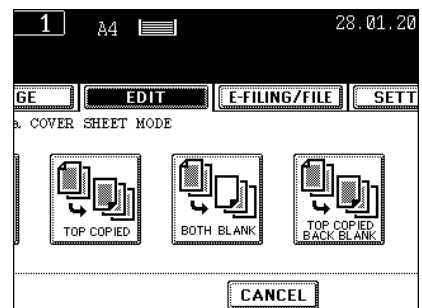 1 A4 28.01.20
GE EDIT E-FILING/FILE SETT
a COVER SHEET MODE
TOP COPIED BOTH BLANK TOP COPIED
BACK BLANK
CANCEL